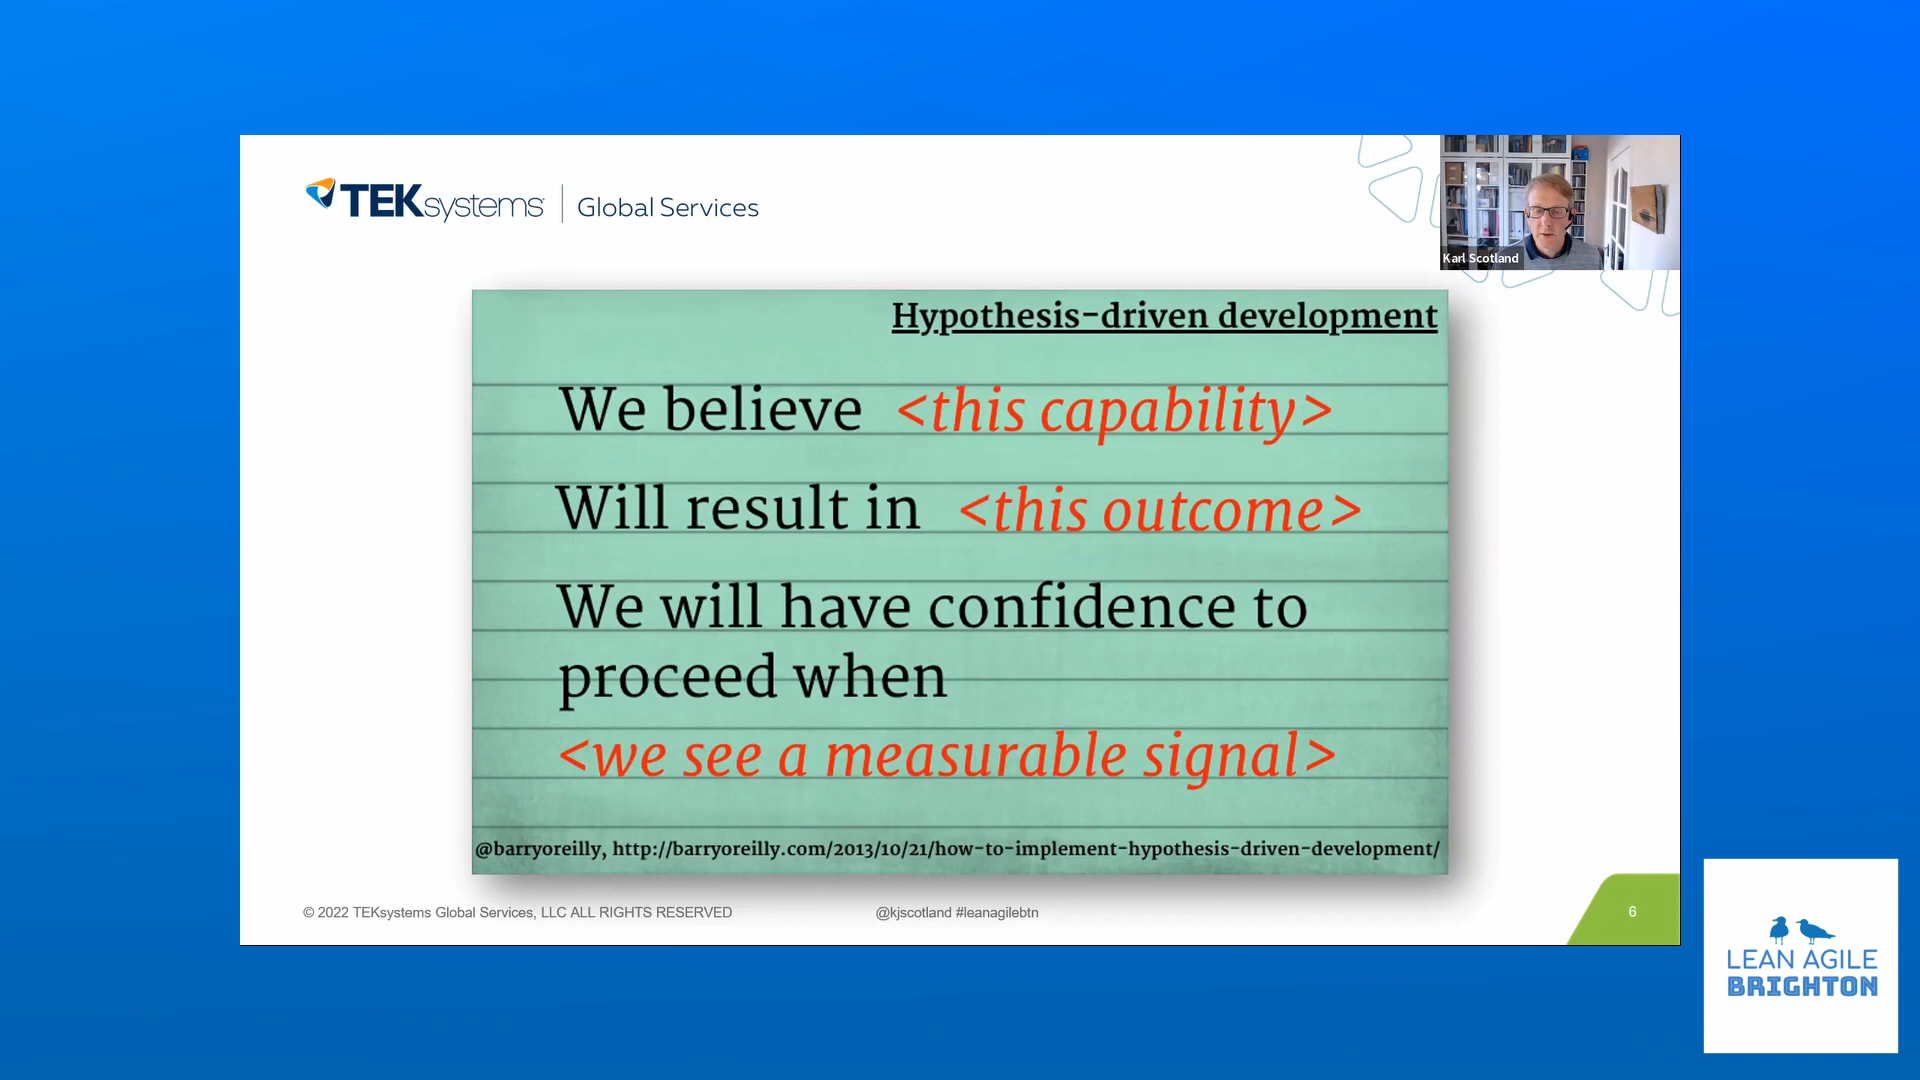 TEKsystems Global Services
Karl Scotland
Hypothesis-driven development
We believe <this capability>
Will result in <this outcome>
We will have confidence to
proceed when
<we see a measurable signal>
@barryoreilly, http://barryoreilly.com/2013/10/21/how-to-implement-hypothesis-driven-development/
© 2022 TEKsystems Global Services, LLC ALL RIGHTS RESERVED
@kjscotland #leanagilebtn
6
LEAN AGILE
BRIGHTON